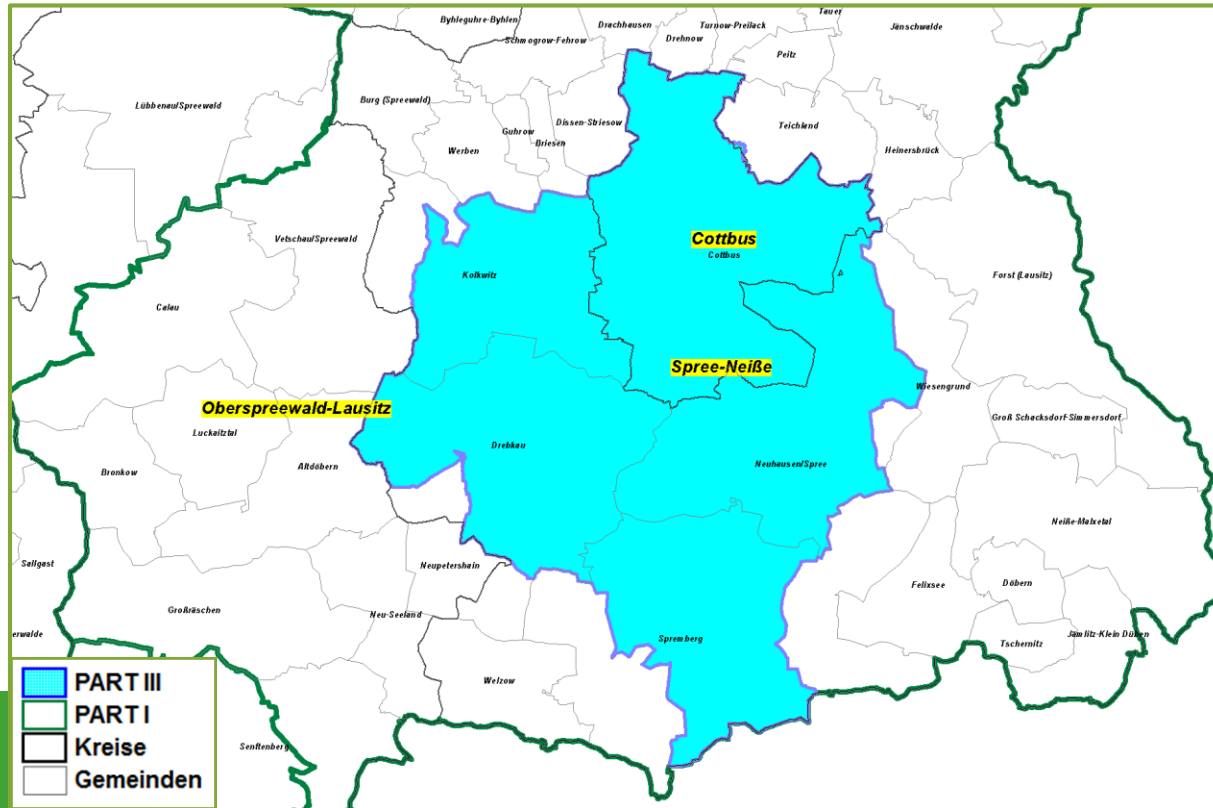 Byhleguhre-Byhlen
Drachhausen
Turnow-Preilack
Tauer
Jänschwalde
Schmogrow-Fehrow
Drehnow
Peitz
Lübbenau/Spreewald
Burg (Spreewald)
Dissen-Striesow
Teichland
Guhrow
Briesen
Werben
Heinersbrück
Vetschau/Spreewald
Cottbus
Cottbus
Kolkwitz
Forst (Lausitz)
Calau
Spree-Neiße
Wiesengrund
Oberspreewald-Lausitz
Groß Schacksdorf-Simmersdorf
Luckaitztal
Drebkau
Bronkow
Altdöbern
Neuhausen/Spree
Neiße-Malxetal
Sallgast
Neupetershain
Felixsee
Döbern
Großräschen
Neu-Seeland
erwalde
Spremberg
Tschernitz
Jämlitz-Klein Düben
Welzow
Senftenberg
PART III
PART I
Kreise
Gemeinden